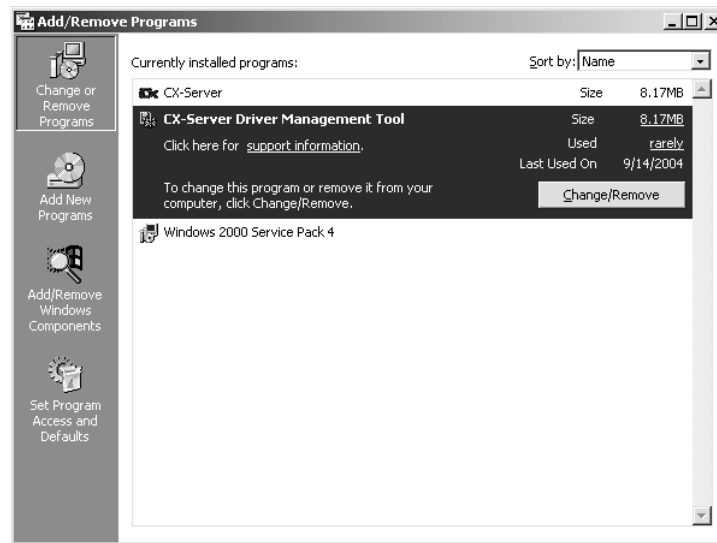 Add/Remove Programs
Change or
Remove
Programs
Add New
Programs
Add/Remove
Windows
Components
Set Program
Access and
Defaults
Currently installed programs:
Sort by: Name
CX-Server Size 8.17MB
CX-Server Driver Management Tool Size 8.17MB
Click here for support information. Used rarely
Last Used On 9/14/2004
To change this program or remove it from your
computer, click Change/Remove.
Change/Remove
Windows 2000 Service Pack 4